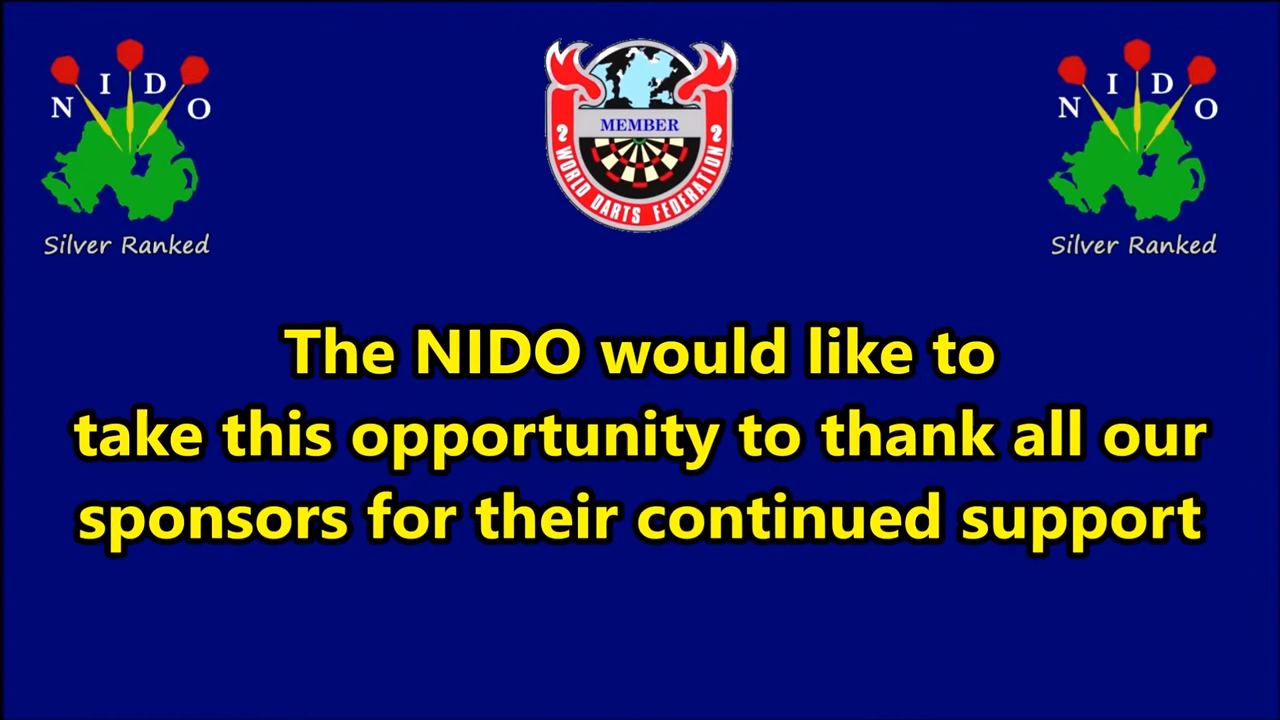 N I D O
Silver Ranked
MEMBER
2 2
WORLD DARTS FEDERATION
N I D O
Silver Ranked
The NIDO would like to
take this opportunity to thank all our
sponsors for their continued support